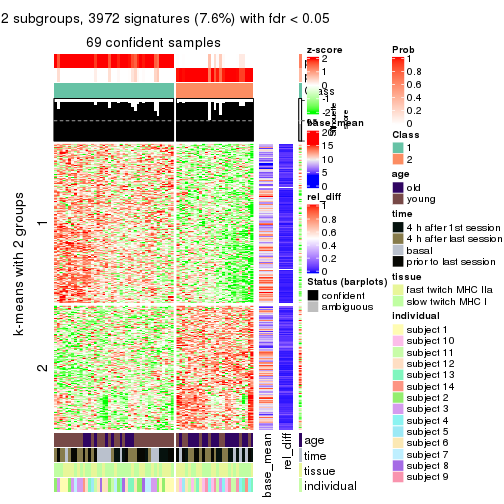 2 subgroups, 3972 signatures (7.6%) with fdr < 0.05
69 confident samples
k-means with 2 groups
1
2
Class
z-score
2
1
0
-1
-2
base_mean
20
15
10
5
0
rel_diff
1
0.8
0.6
0.4
0.2
0
Status (barplots)
confident
ambiguous
base_mean
rel_diff
age
time
tissue
individual
Prob
1
0.8
0.6
0.4
0.2
0
Class
1
2
age
old
young
time
4 h after 1st session
4 h after last session
basal
prior to last session
tissue
fast twitch MHC IIa
slow twitch MHC I
individual
subject 1
subject 10
subject 11
subject 12
subject 13
subject 14
subject 2
subject 3
subject 4
subject 5
subject 6
subject 7
subject 8
subject 9